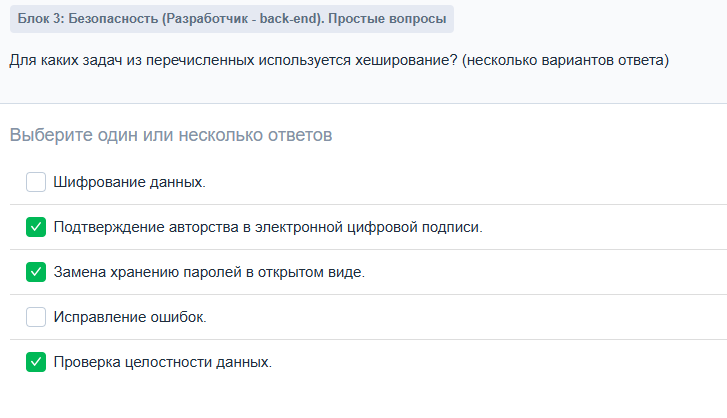 Блок 3: Безопасность (Разработчик - back-end). Простые вопросы
Для каких задач из перечисленных используется хеширование? (несколько вариантов ответа)
Выберите один или несколько ответов
Шифрование данных.
Подтверждение авторства в электронной цифровой подписи.
Замена хранению паролей в открытом виде.
Исправление ошибок.
Проверка целостности данных.